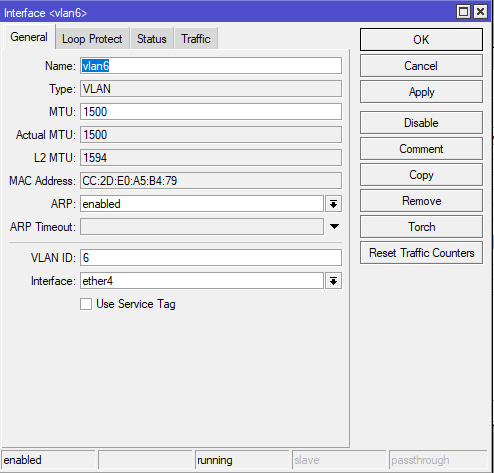 Interface <vlan6>
General Loop Protect Status Traffic
Name: vlan6
Type: VLAN
MTU: 1500
Actual MTU: 1500
L2 MTU: 1594
MAC Address: CC:2D:E0:A5:B4:79
ARP: enabled
ARP Timeout:
VLAN ID: 6
Interface: ether4
Use Service Tag
OK
Cancel
Apply
Disable
Comment
Copy
Remove
Torch
Reset Traffic Counters
enabled running slave passthrough